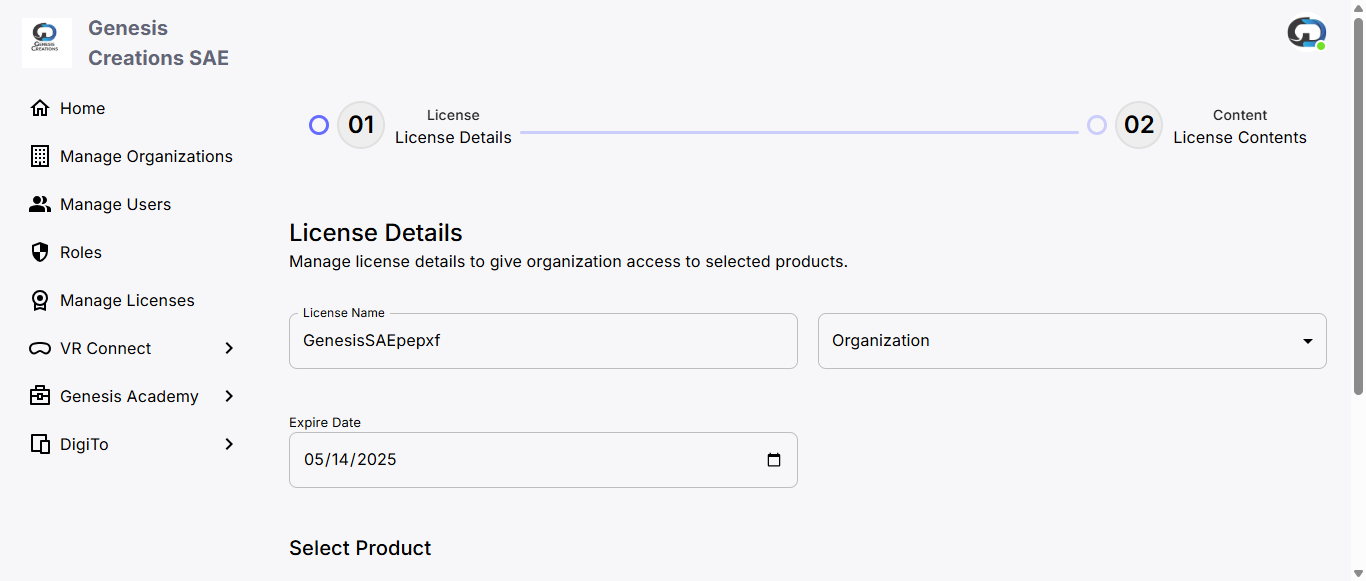 GENESIS
CREATIONS
Genesis
Creations SAE
Home
Manage Organizations
Manage Users
Roles
Manage Licenses
VR Connect
Genesis Academy
DigiTo
01
License
License Details
02
Content
License Contents
License Details
Manage license details to give organization access to selected products.
License Name
GenesisSAEpepxf
Organization
Expire Date
05/14/2025
Select Product